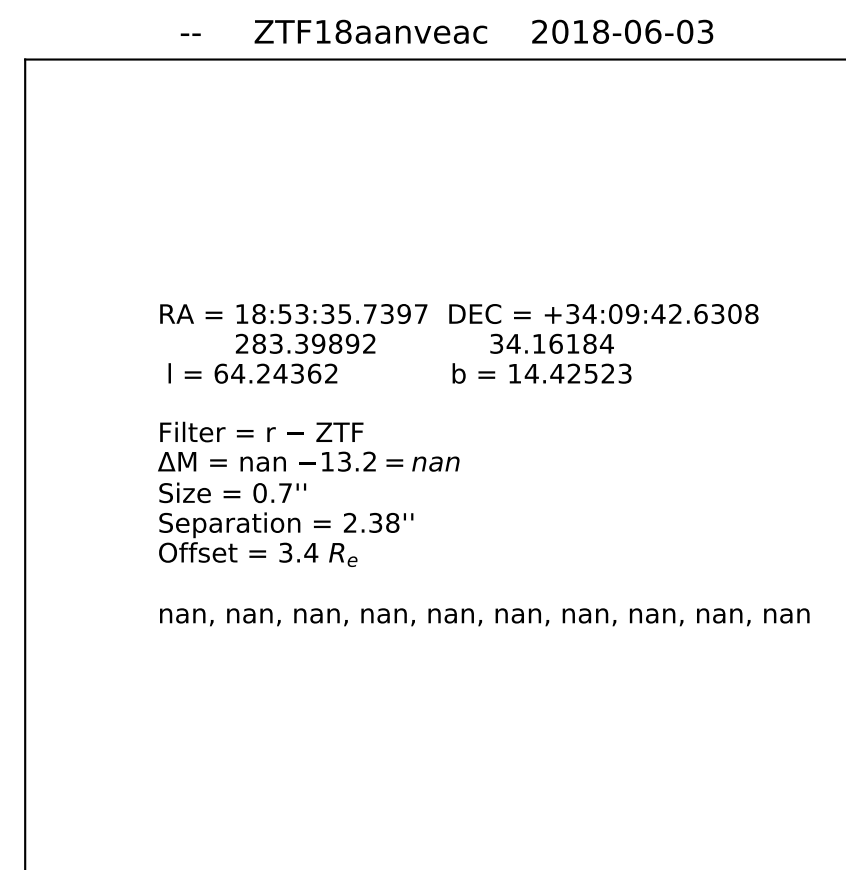 -- ZTF18aanveac 2018-06-03
RA = 18:53:35.7397 DEC = +34:09:42.6308
283.39892 34.16184
l = 64.24362 b = 14.42523
Filter = r − ZTF
ΔM = nan −13.2 = nan
Size = 0.7''
Separation = 2.38''
Offset = 3.4 Rₑ
nan, nan, nan, nan, nan, nan, nan, nan, nan, nan